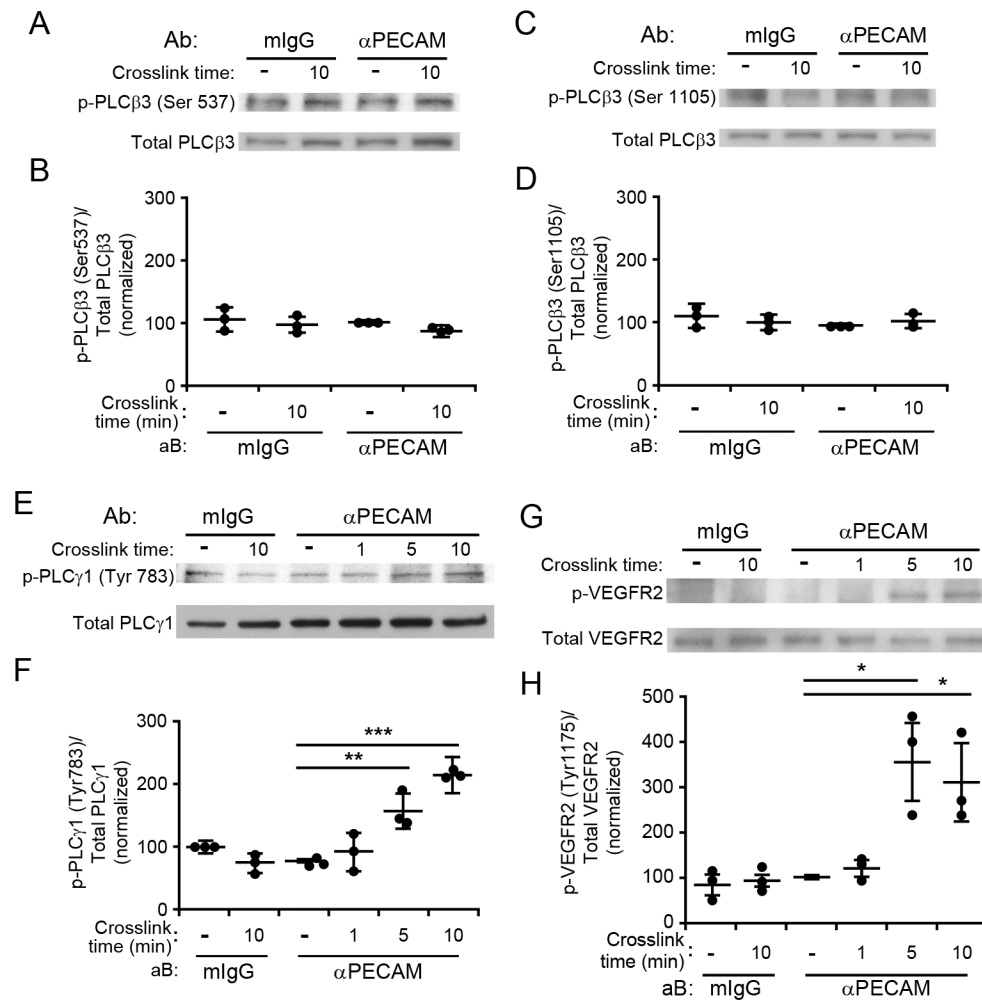 A
Ab: mIgG αPECAM
Crosslink time: - 10 - 10
p-PLCβ3 (Ser 537)
Total PLCβ3
B
p-PLCβ3 (Ser537)/
Total PLCβ3
(normalized)
300
200
100
0
Crosslink
time (min) : - 10 - 10
aB: mIgG αPECAM
C
Ab: mIgG αPECAM
Crosslink time: - 10 - 10
p-PLCβ3 (Ser 1105)
Total PLCβ3
D
p-PLCβ3 (Ser1105)/
Total PLCβ3
(normalized)
300
200
100
0
Crosslink
time (min) : - 10 - 10
aB: mIgG αPECAM
E
Ab: mIgG αPECAM
Crosslink time: - 10 - 1 5 10
p-PLCγ1 (Tyr 783)
Total PLCγ1
F
p-PLCγ1 (Tyr783)/
Total PLCγ1
(normalized)
300
200
100
0
***
**
Crosslink
time (min) : - 10 - 1 5 10
aB: mIgG αPECAM
G
mIgG αPECAM
Crosslink time: - 10 - 1 5 10
p-VEGFR2
Total VEGFR2
H
p-VEGFR2 (Tyr1175)/
Total VEGFR2
(normalized)
500
400
300
200
100
0
*
*
Crosslink
time (min) : - 10 - 1 5 10
aB: mIgG αPECAM